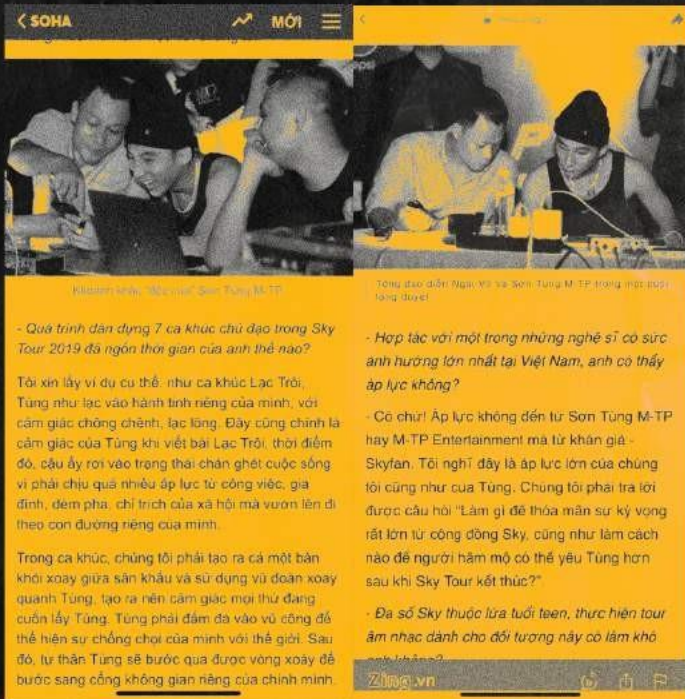 SOHA
MỚI
Khoảnh khắc "độc vui" Sơn Tùng M-TP
- Quá trình dàn dựng 7 ca khúc chủ đạo trong Sky
Tour 2019 đã ngốn thời gian của anh thế nào?
Tôi xin lấy ví dụ cụ thể như ca khúc Lạc Trôi,
Tùng như lạc vào hành tinh riêng của mình, với
cảm giác chông chênh, lạc lõng. Đây cũng chính là
cảm giác của Tùng khi viết bài Lạc Trôi, thời điểm
đó, cậu ấy rơi vào trạng thái chán ghét cuộc sống
vì phải chịu quá nhiều áp lực từ công việc, gia
đình, dèm pha, chỉ trích của xã hội mà vươn lên đi
theo con đường riêng của mình.
Trong ca khúc, chúng tôi phải tạo ra cả một bàn
khói xoay giữa sân khấu và sử dụng vũ đoàn xoay
quanh Tùng, tạo ra nên cảm giác mọi thứ đang
cuốn lấy Tùng. Tùng phải đắm đà vào vũ công để
thể hiện sự chống chọi của mình với thế giới. Sau
đó, tự thân Tùng sẽ bước qua được vòng xoáy để
bước sang cổng không gian riêng của chính mình.
Tổng đạo diễn Nghi Võ và Sơn Tùng M-TP trong một buổi
tổng duyệt
- Hợp tác với một trong những nghệ sĩ có sức
ảnh hưởng lớn nhất tại Việt Nam, anh có thấy
áp lực không?
- Có chứ! Áp lực không đến từ Sơn Tùng M-TP
hay M-TP Entertainment mà từ khán giả -
Skyfan. Tôi nghĩ đây là áp lực lớn của chúng
tôi cũng như của Tùng. Chúng tôi phải trả lời
được câu hỏi "Làm gì để thỏa mãn sự kỳ vọng
rất lớn từ cộng đồng Sky, cũng như làm cách
nào để người hâm mộ có thể yêu Tùng hơn
sau khi Sky Tour kết thúc?"
- Đa số Sky thuộc lứa tuổi teen, thực hiện tour
âm nhạc dành cho đối tượng này có làm khó
anh không?
Zing.vn